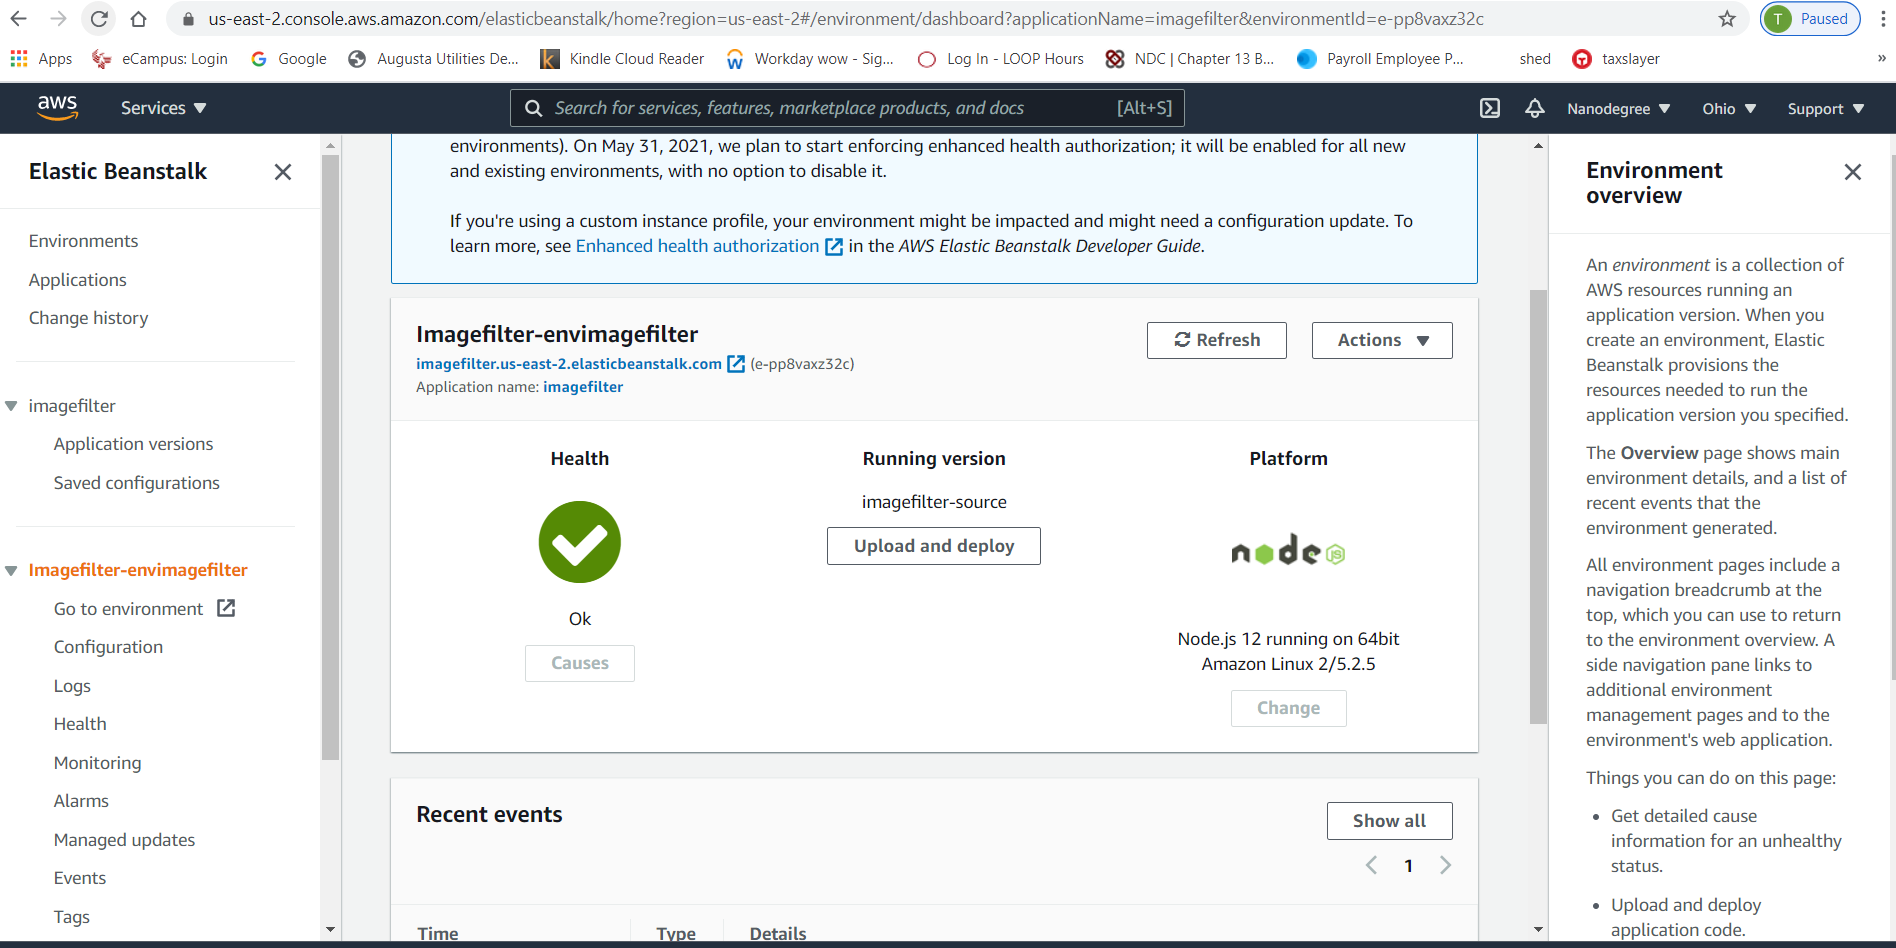 us-east-2.console.aws.amazon.com/elasticbeanstalk/home?region=us-east-2#/environment/dashboard?applicationName=imagefilter&environmentId=e-pp8vaxz32c
T Paused
Apps eCampus: Login Google Augusta Utilities De... Kindle Cloud Reader Workday wow - Sig... Log In - LOOP Hours NDC | Chapter 13 B... Payroll Employee P... shed taxslayer »
aws Services Search for services, features, marketplace products, and docs [Alt+S] Nanodegree Ohio Support
Elastic Beanstalk
Environments
Applications
Change history
imagefilter
Application versions
Saved configurations
Imagefilter-envimagefilter
Go to environment
Configuration
Logs
Health
Monitoring
Alarms
Managed updates
Events
Tags
environments). On May 31, 2021, we plan to start enforcing enhanced health authorization; it will be enabled for all new
and existing environments, with no option to disable it.
If you're using a custom instance profile, your environment might be impacted and might need a configuration update. To
learn more, see Enhanced health authorization in the AWS Elastic Beanstalk Developer Guide.
Imagefilter-envimagefilter
imagefilter.us-east-2.elasticbeanstalk.com (e-pp8vaxz32c)
Application name: imagefilter
Refresh
Actions
Health
Ok
Causes
Running version
imagefilter-source
Upload and deploy
Platform
node JS
Node.js 12 running on 64bit
Amazon Linux 2/5.2.5
Change
Recent events
Show all
1
Time Type Details
Environment
overview
An environment is a collection of
AWS resources running an
application version. When you
create an environment, Elastic
Beanstalk provisions the
resources needed to run the
application version you specified.
The Overview page shows main
environment details, and a list of
recent events that the
environment generated.
All environment pages include a
navigation breadcrumb at the
top, which you can use to return
to the environment overview. A
side navigation pane links to
additional environment
management pages and to the
environment's web application.
Things you can do on this page:
• Get detailed cause
information for an unhealthy
status.
• Upload and deploy
application code.